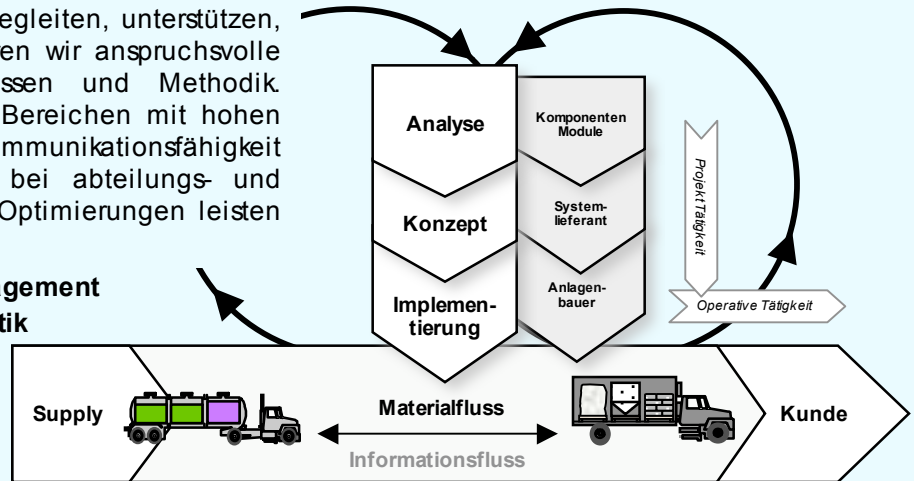 egleiten, unterstützen,
en wir anspruchsvolle
ssen und Methodik.
Bereichen mit hohen
mmunikationsfähigkeit
bei abteilungs- und
Optimierungen leisten
agement
tik
Analyse
Konzept
Implemen-
tierung
Komponenten
Module
System-
lieferant
Anlagen-
bauer
Projekt Tätigkeit
Operative Tätigkeit
Supply
Materialfluss
Informationsfluss
Kunde